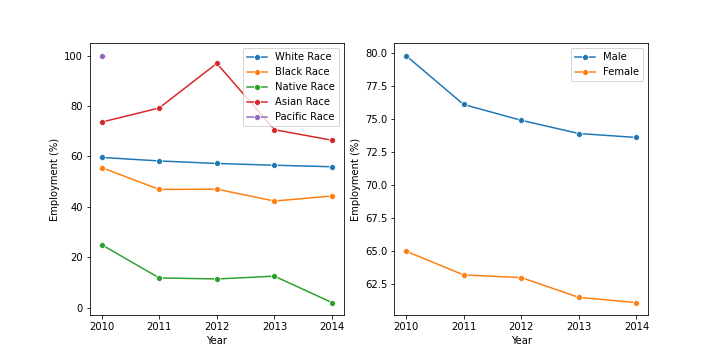 100
80
60
40
20
0
Employment (%)
2010 2011 2012 2013 2014
Year
White Race
Black Race
Native Race
Asian Race
Pacific Race
80.0
77.5
75.0
72.5
70.0
67.5
65.0
62.5
Employment (%)
2010 2011 2012 2013 2014
Year
Male
Female